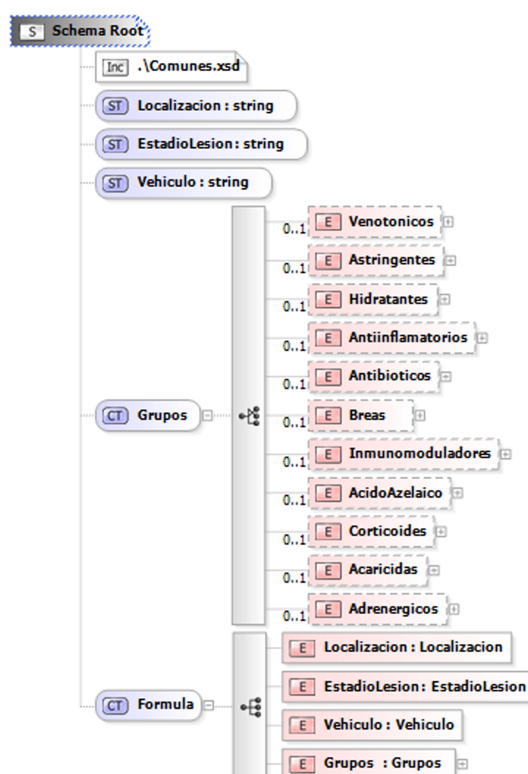 S Schema Root
Inc .\Comunes.xsd
ST Localizacion : string
ST EstadioLesion : string
ST Vehiculo : string
0..1 E Venotonicos
0..1 E Astringentes
0..1 E Hidratantes
0..1 E Antiinflamatorios
0..1 E Antibioticos
CT Grupos 0..1 E Breas
0..1 E Inmunomoduladores
0..1 E AcidoAzelaico
0..1 E Corticoides
0..1 E Acaricidas
0..1 E Adrenergicos
E Localizacion : Localizacion
E EstadioLesion : EstadioLesion
CT Formula
E Vehiculo : Vehiculo
E Grupos : Grupos